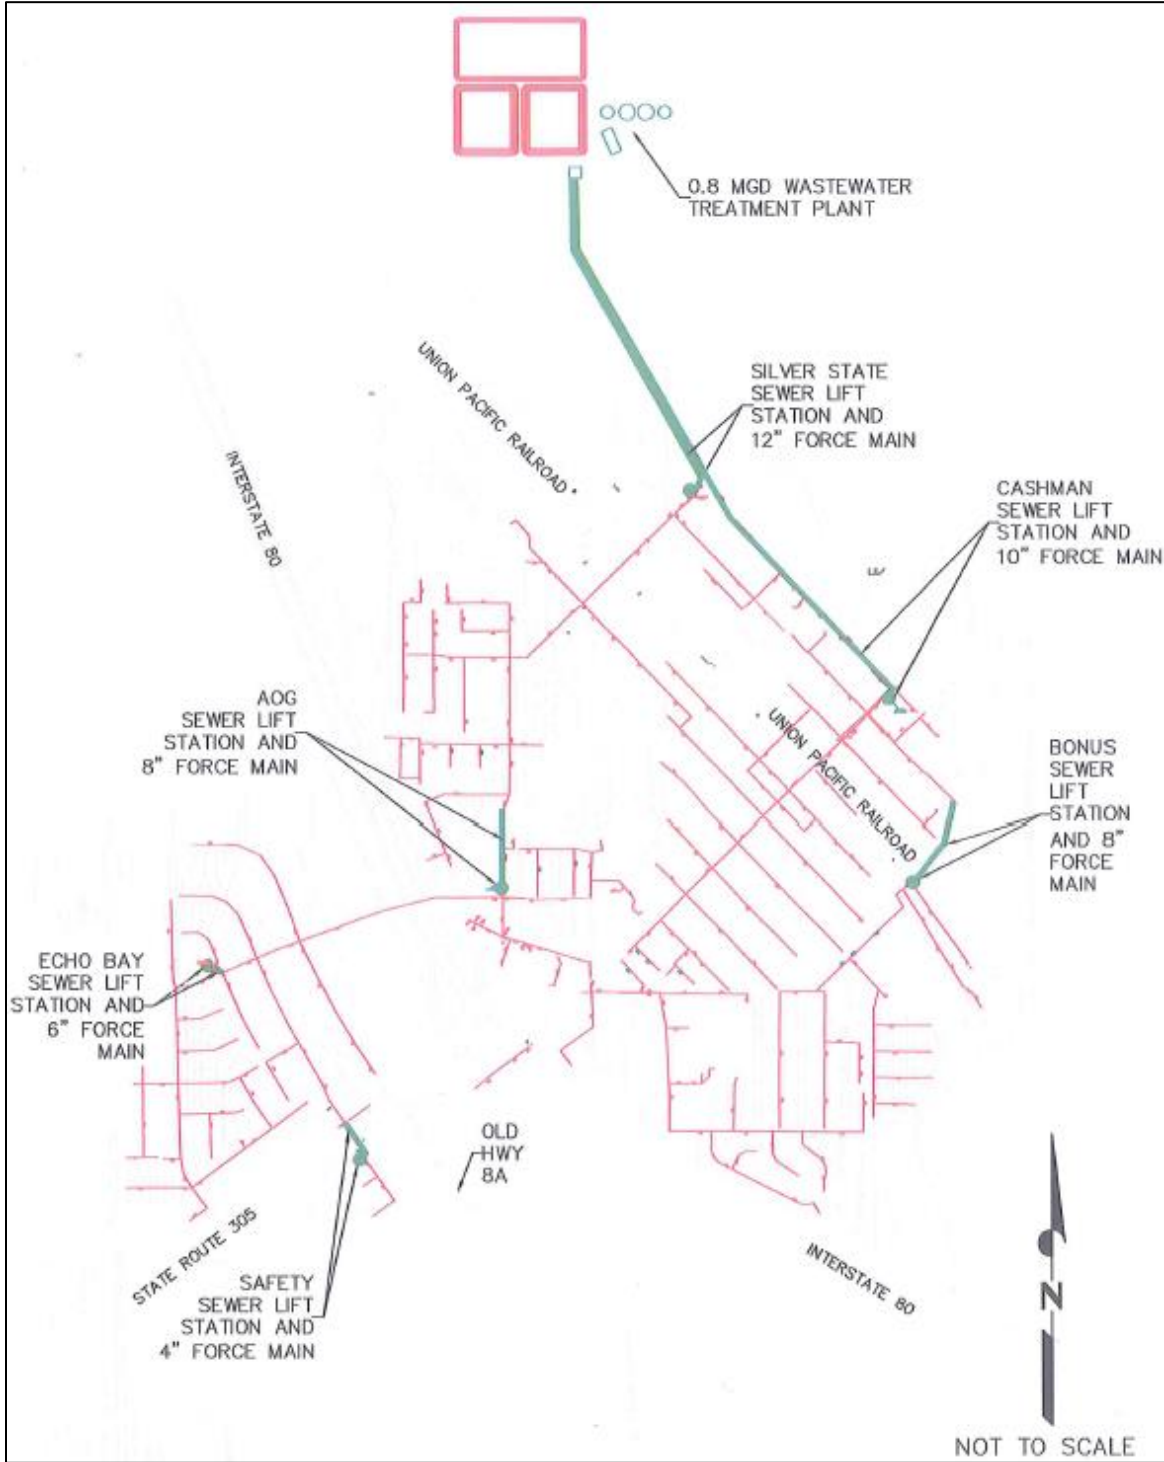 0.8 MGD WASTEWATER
TREATMENT PLANT
UNION PACIFIC RAILROAD
SILVER STATE
SEWER LIFT
STATION AND
12" FORCE MAIN
INTERSTATE 80
CASHMAN
SEWER LIFT
STATION AND
10" FORCE MAIN
AOG
SEWER LIFT
STATION AND
8" FORCE MAIN
UNION PACIFIC RAILROAD
BONUS
SEWER
LIFT
STATION
AND 8"
FORCE
MAIN
ECHO BAY
SEWER LIFT
STATION AND
6" FORCE
MAIN
OLD
HWY
8A
STATE ROUTE 305
INTERSTATE 80
SAFETY
SEWER LIFT
STATION AND
4" FORCE MAIN
N
NOT TO SCALE